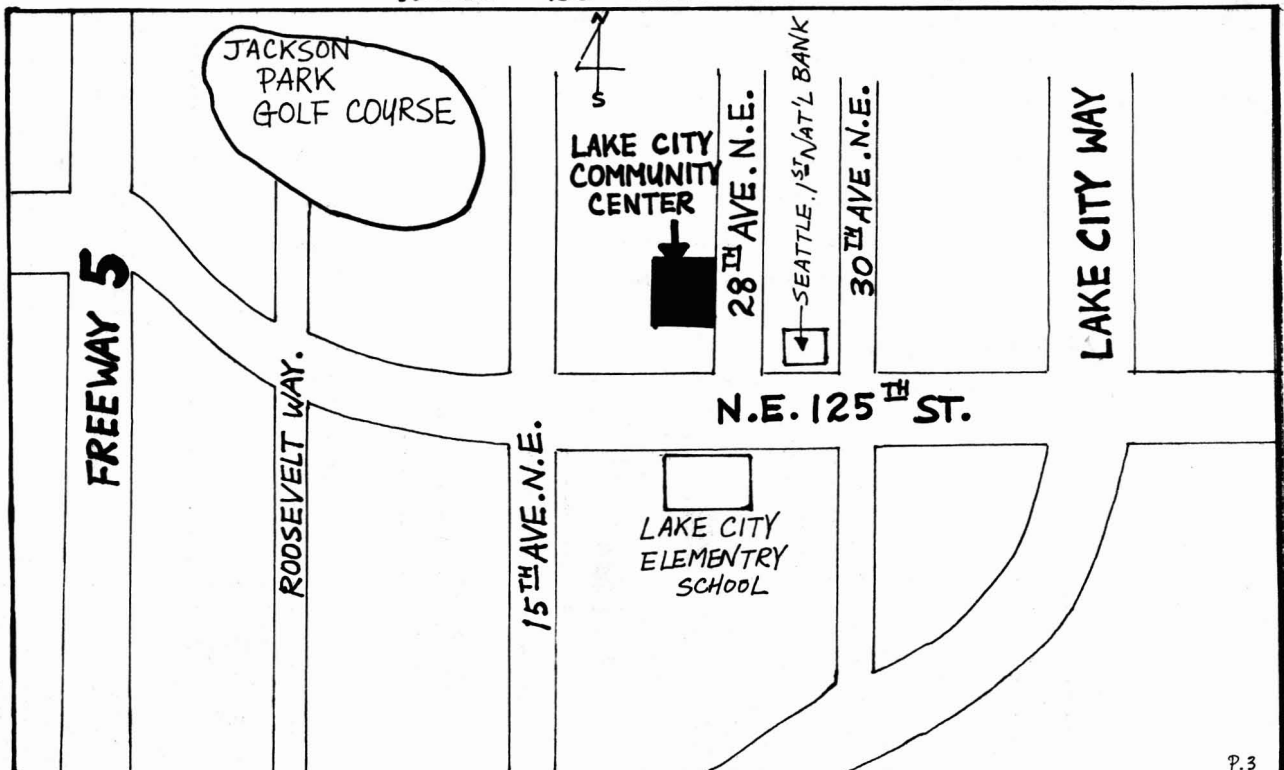 JACKSON
PARK
GOLF COURSE
N
S
LAKE CITY
COMMUNITY
CENTER
28TH AVE. N.E.
SEATTLE. 1ST NAT'L BANK
30TH AVE. N.E.
LAKE CITY WAY
FREEWAY 5
ROOSEVELT WAY.
15TH AVE. N.E.
N.E. 125TH ST.
LAKE CITY
ELEMENTRY
SCHOOL
P.3